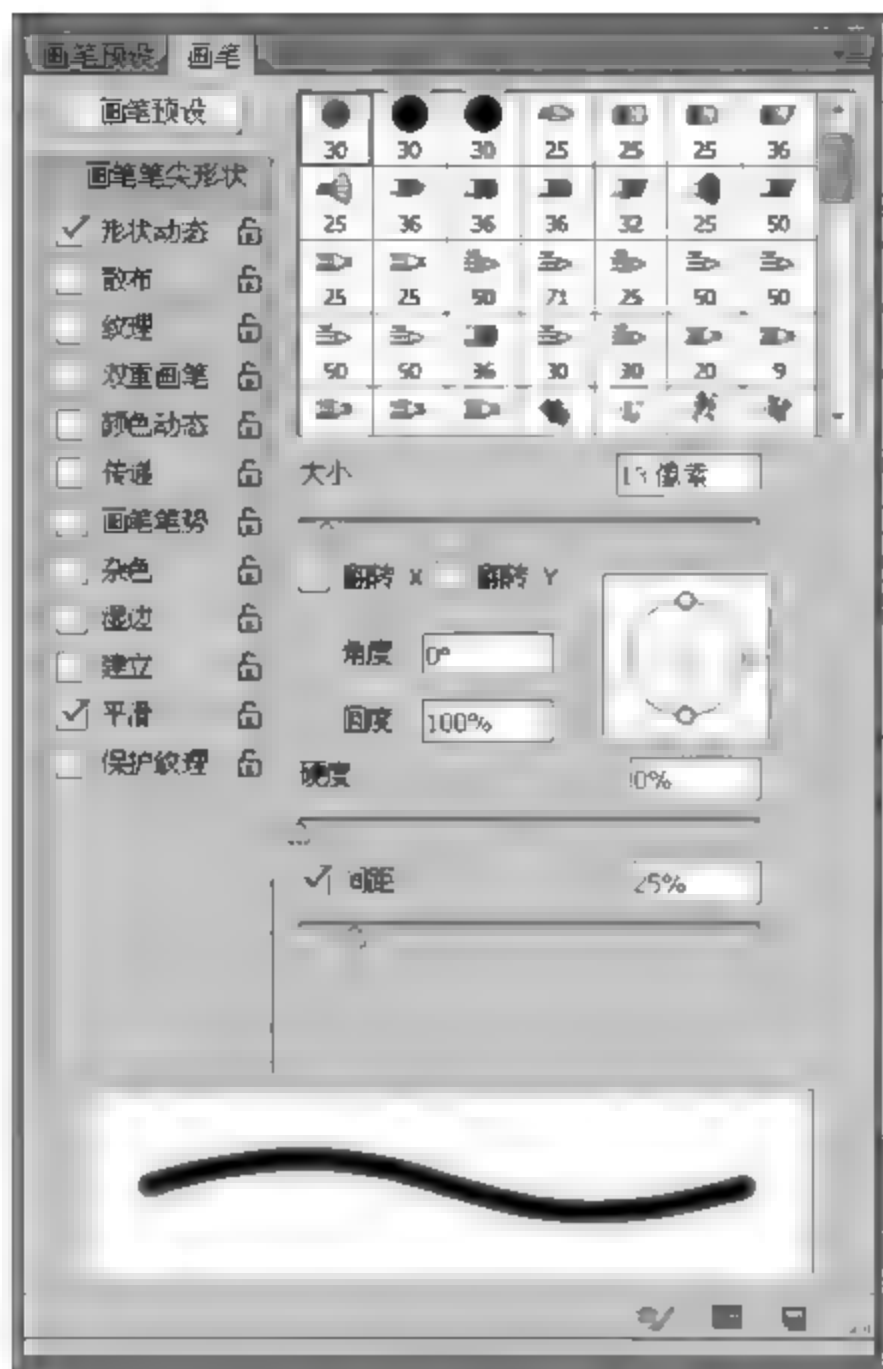 画笔预设 画笔
画笔预设
画笔笔尖形状
形状动态
散布
纹理
双重画笔
颜色动态
传递
画笔笔势
杂色
湿边
建立
平滑
保护纹理
30 30 30 25 25 25 36
25 36 36 36 32 25 50
25 25 50 71 25 50 50
50 50 36 30 30 20 9
大小 13 像素
翻转 X 翻转 Y
角度 0°
圆度 100%
硬度 0%
间距 25%